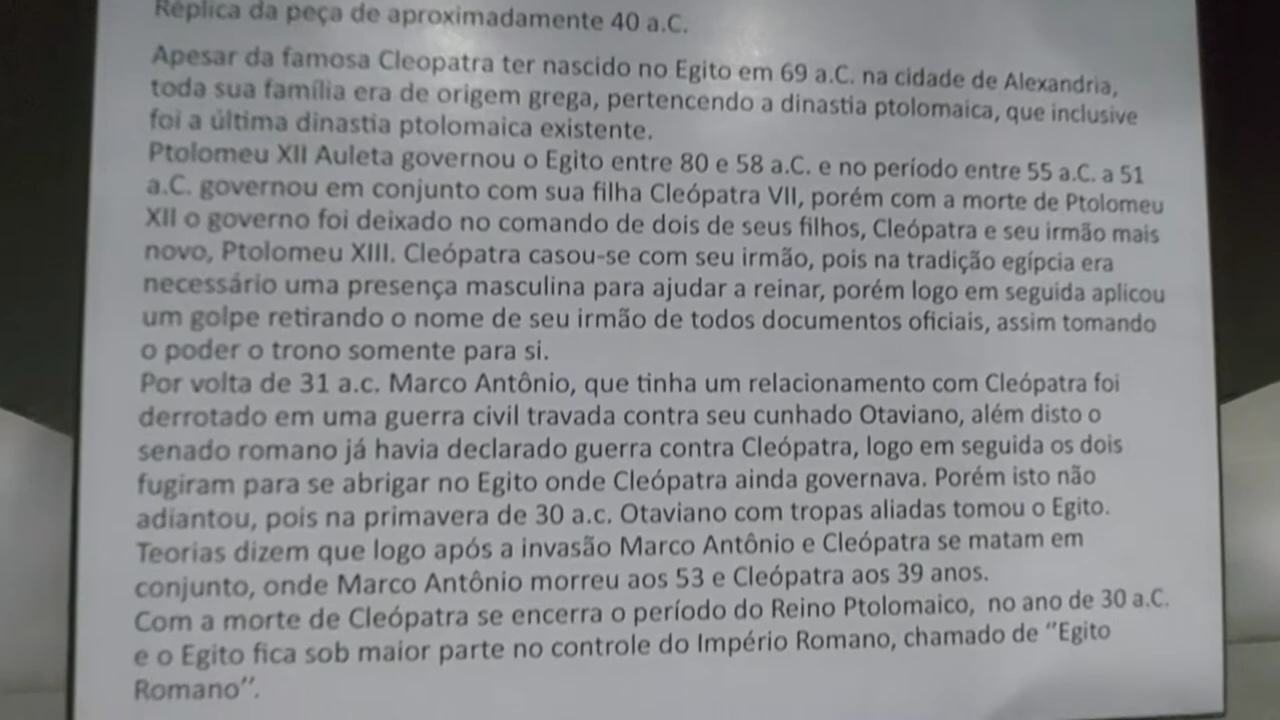 Réplica da peça de aproximadamente 40 a.C.
Apesar da famosa Cleopatra ter nascido no Egito em 69 a.C. na cidade de Alexandria,
toda sua família era de origem grega, pertencendo a dinastia ptolomaica, que inclusive
foi a última dinastia ptolomaica existente.
Ptolomeu XII Auleta governou o Egito entre 80 e 58 a.C. e no período entre 55 a.C. a 51
a.C. governou em conjunto com sua filha Cleópatra VII, porém com a morte de Ptolomeu
XII o governo foi deixado no comando de dois de seus filhos, Cleópatra e seu irmão mais
novo, Ptolomeu XIII. Cleópatra casou-se com seu irmão, pois na tradição egípcia era
necessário uma presença masculina para ajudar a reinar, porém logo em seguida aplicou
um golpe retirando o nome de seu irmão de todos documentos oficiais, assim tomando
o poder o trono somente para si.
Por volta de 31 a.c. Marco Antônio, que tinha um relacionamento com Cleópatra foi
derrotado em uma guerra civil travada contra seu cunhado Otaviano, além disto o
senado romano já havia declarado guerra contra Cleópatra, logo em seguida os dois
fugiram para se abrigar no Egito onde Cleópatra ainda governava. Porém isto não
adiantou, pois na primavera de 30 a.c. Otaviano com tropas aliadas tomou o Egito.
Teorias dizem que logo após a invasão Marco Antônio e Cleópatra se matam em
conjunto, onde Marco Antônio morreu aos 53 e Cleópatra aos 39 anos.
Com a morte de Cleópatra se encerra o período do Reino Ptolomaico, no ano de 30 a.C.
e o Egito fica sob maior parte no controle do Império Romano, chamado de “Egito
Romano”.